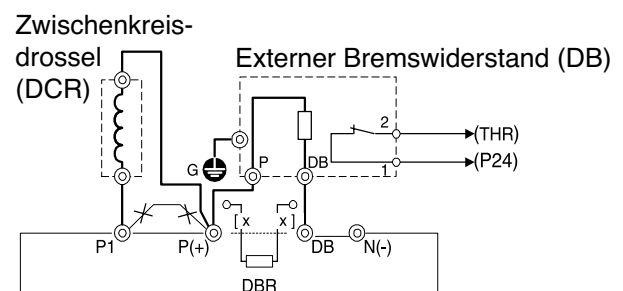 Zwischenkreis-
drossel
(DCR)
Externer Bremswiderstand (DB)
2
(THR)
G
P
DB
1
(P24)
[ x
x ]
P1
P(+)
DB
N(-)
DBR